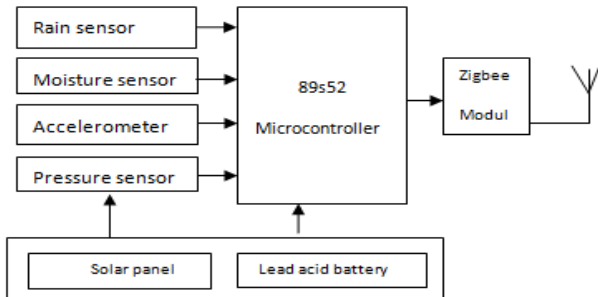 Rain sensor
Moisture sensor
Accelerometer
Pressure sensor
89s52
Microcontroller
Zigbee
Modul
Solar panel
Lead acid battery